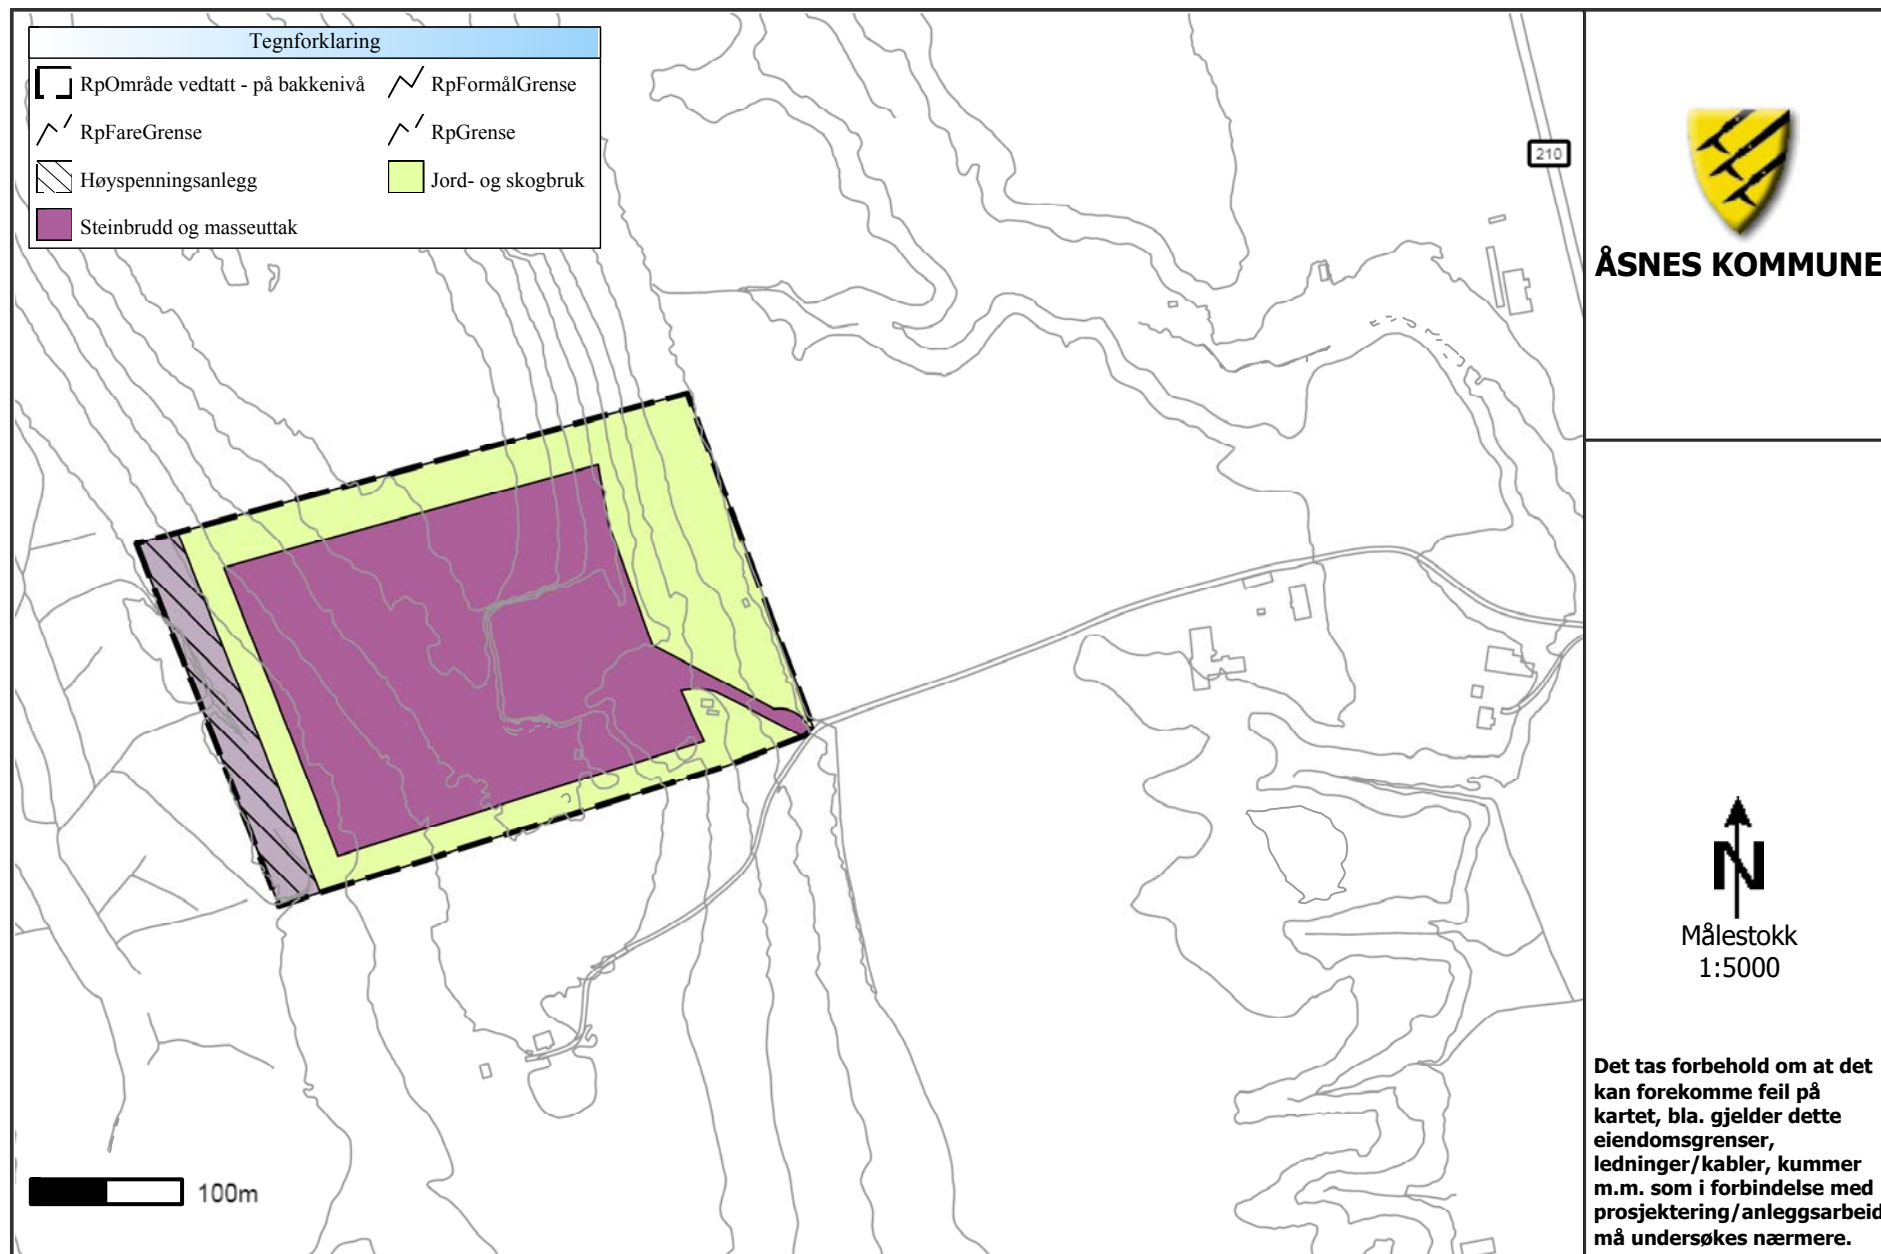 Tegnforklaring
RpOmråde vedtatt - på bakkenivå
RpFormålGrense
RpFareGrense
RpGrense
Høyspenningsanlegg
Jord- og skogbruk
Steinbrudd og masseuttak
210
ÅSNES KOMMUNE
N
Målestokk
1:5000
Det tas forbehold om at det
kan forekomme feil på
kartet, bla. gjelder dette
eiendomsgrenser,
ledninger/kabler, kummer
m.m. som i forbindelse med
prosjektering/anleggsarbeid
må undersøkes nærmere.
100m